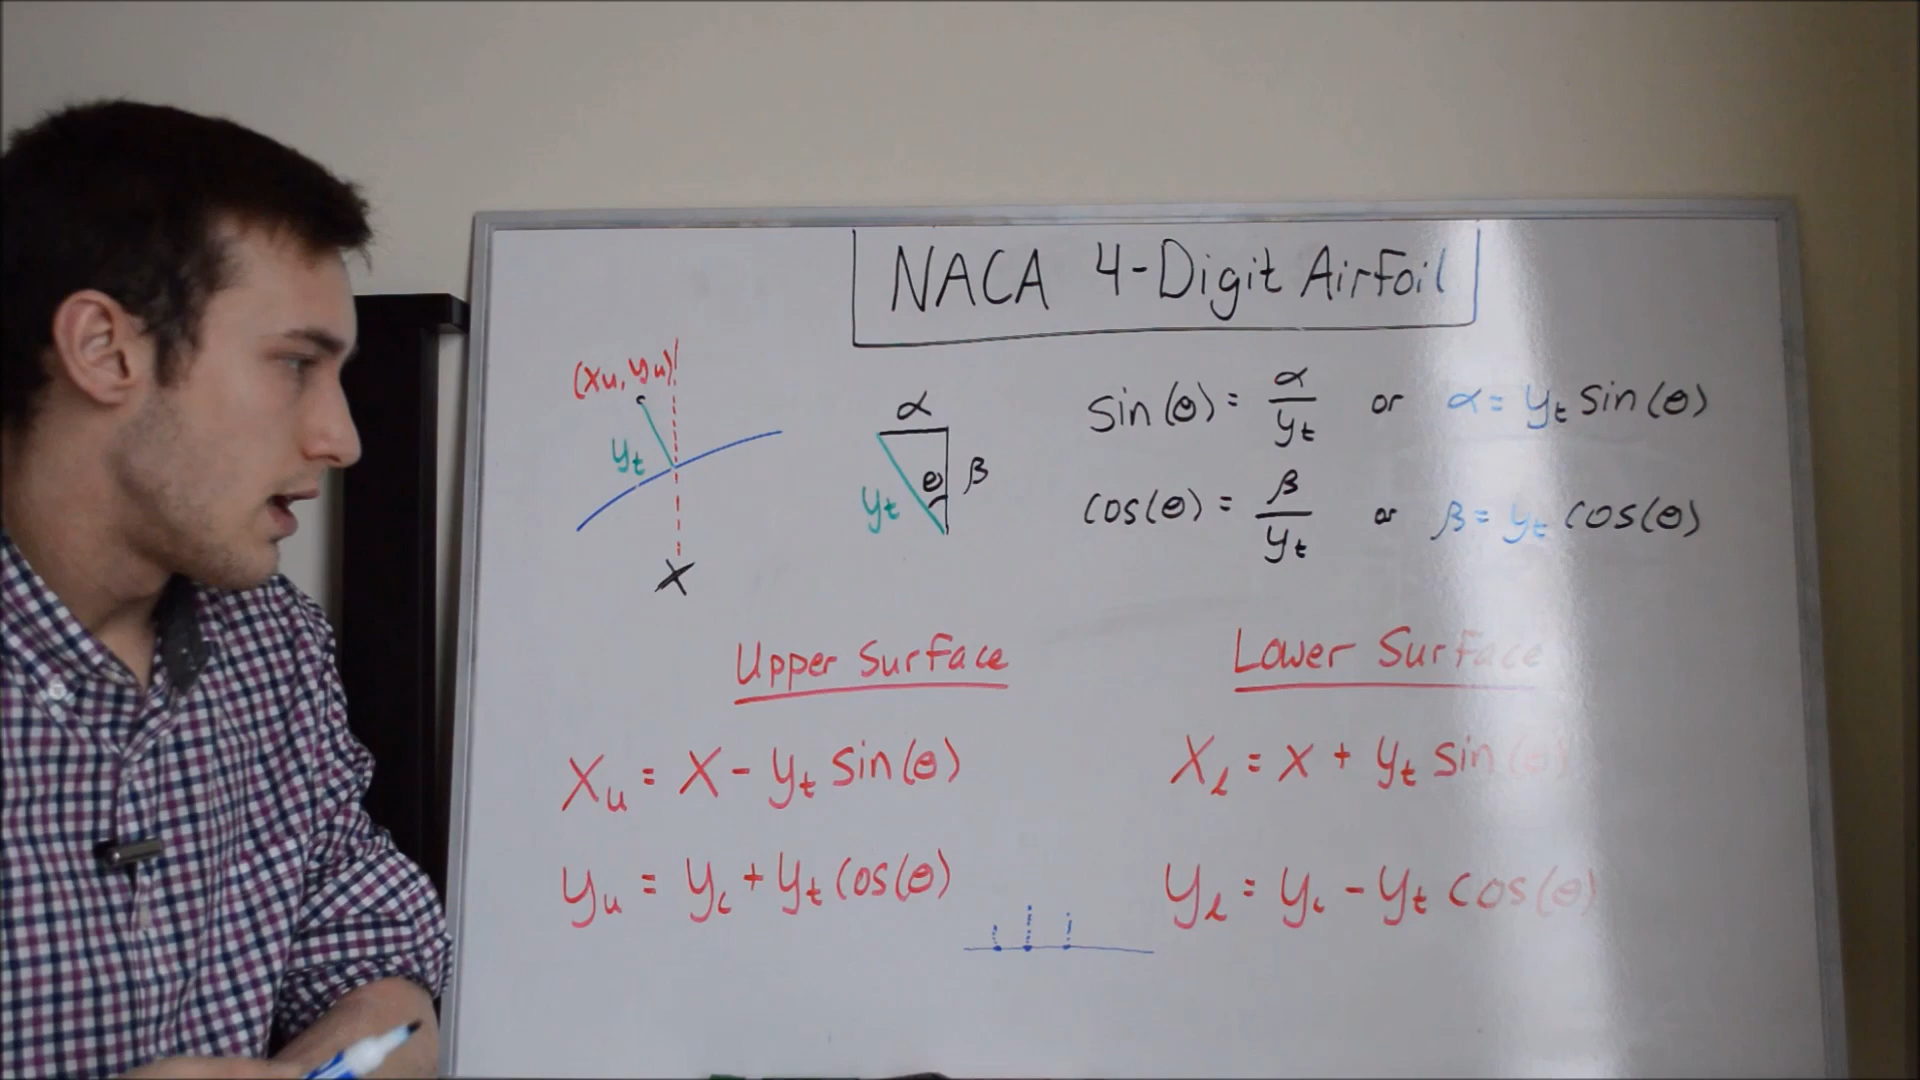 NACA 4-Digit Airfoil
(xu, yu)
yt
X
α
yt θ β
sin(θ) = α/yt or α = yt sin(θ)
cos(θ) = β/yt or β = yt cos(θ)
Upper Surface
Xu = X - yt sin(θ)
yu = yc + yt cos(θ)
Lower Surface
Xl = X + yt sin(θ)
yl = yc - yt cos(θ)